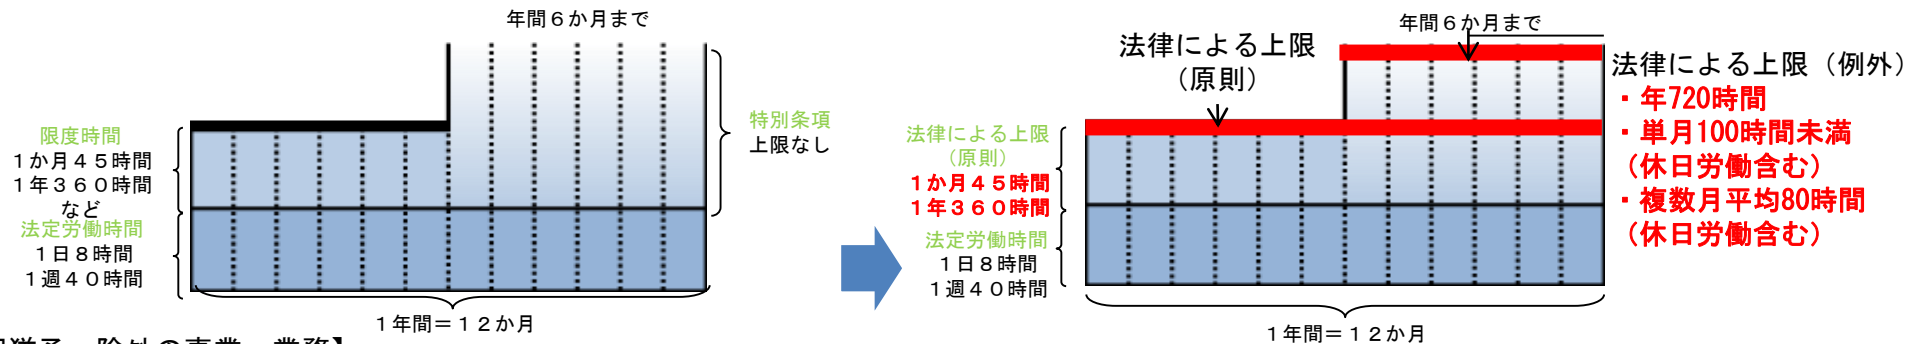 年間６か月まで
限度時間
１か月４５時間
１年３６０時間
など
法定労働時間
１日８時間
１週４０時間
特別条項
上限なし
１年間＝１２か月
年間６か月まで
法律による上限
（原則）
法律による上限
（原則）
１か月４５時間
１年３６０時間
法定労働時間
１日８時間
１週４０時間
法律による上限（例外）
・年720時間
・単月100時間未満
（休日労働含む）
・複数月平均80時間
（休日労働含む）
１年間＝１２か月